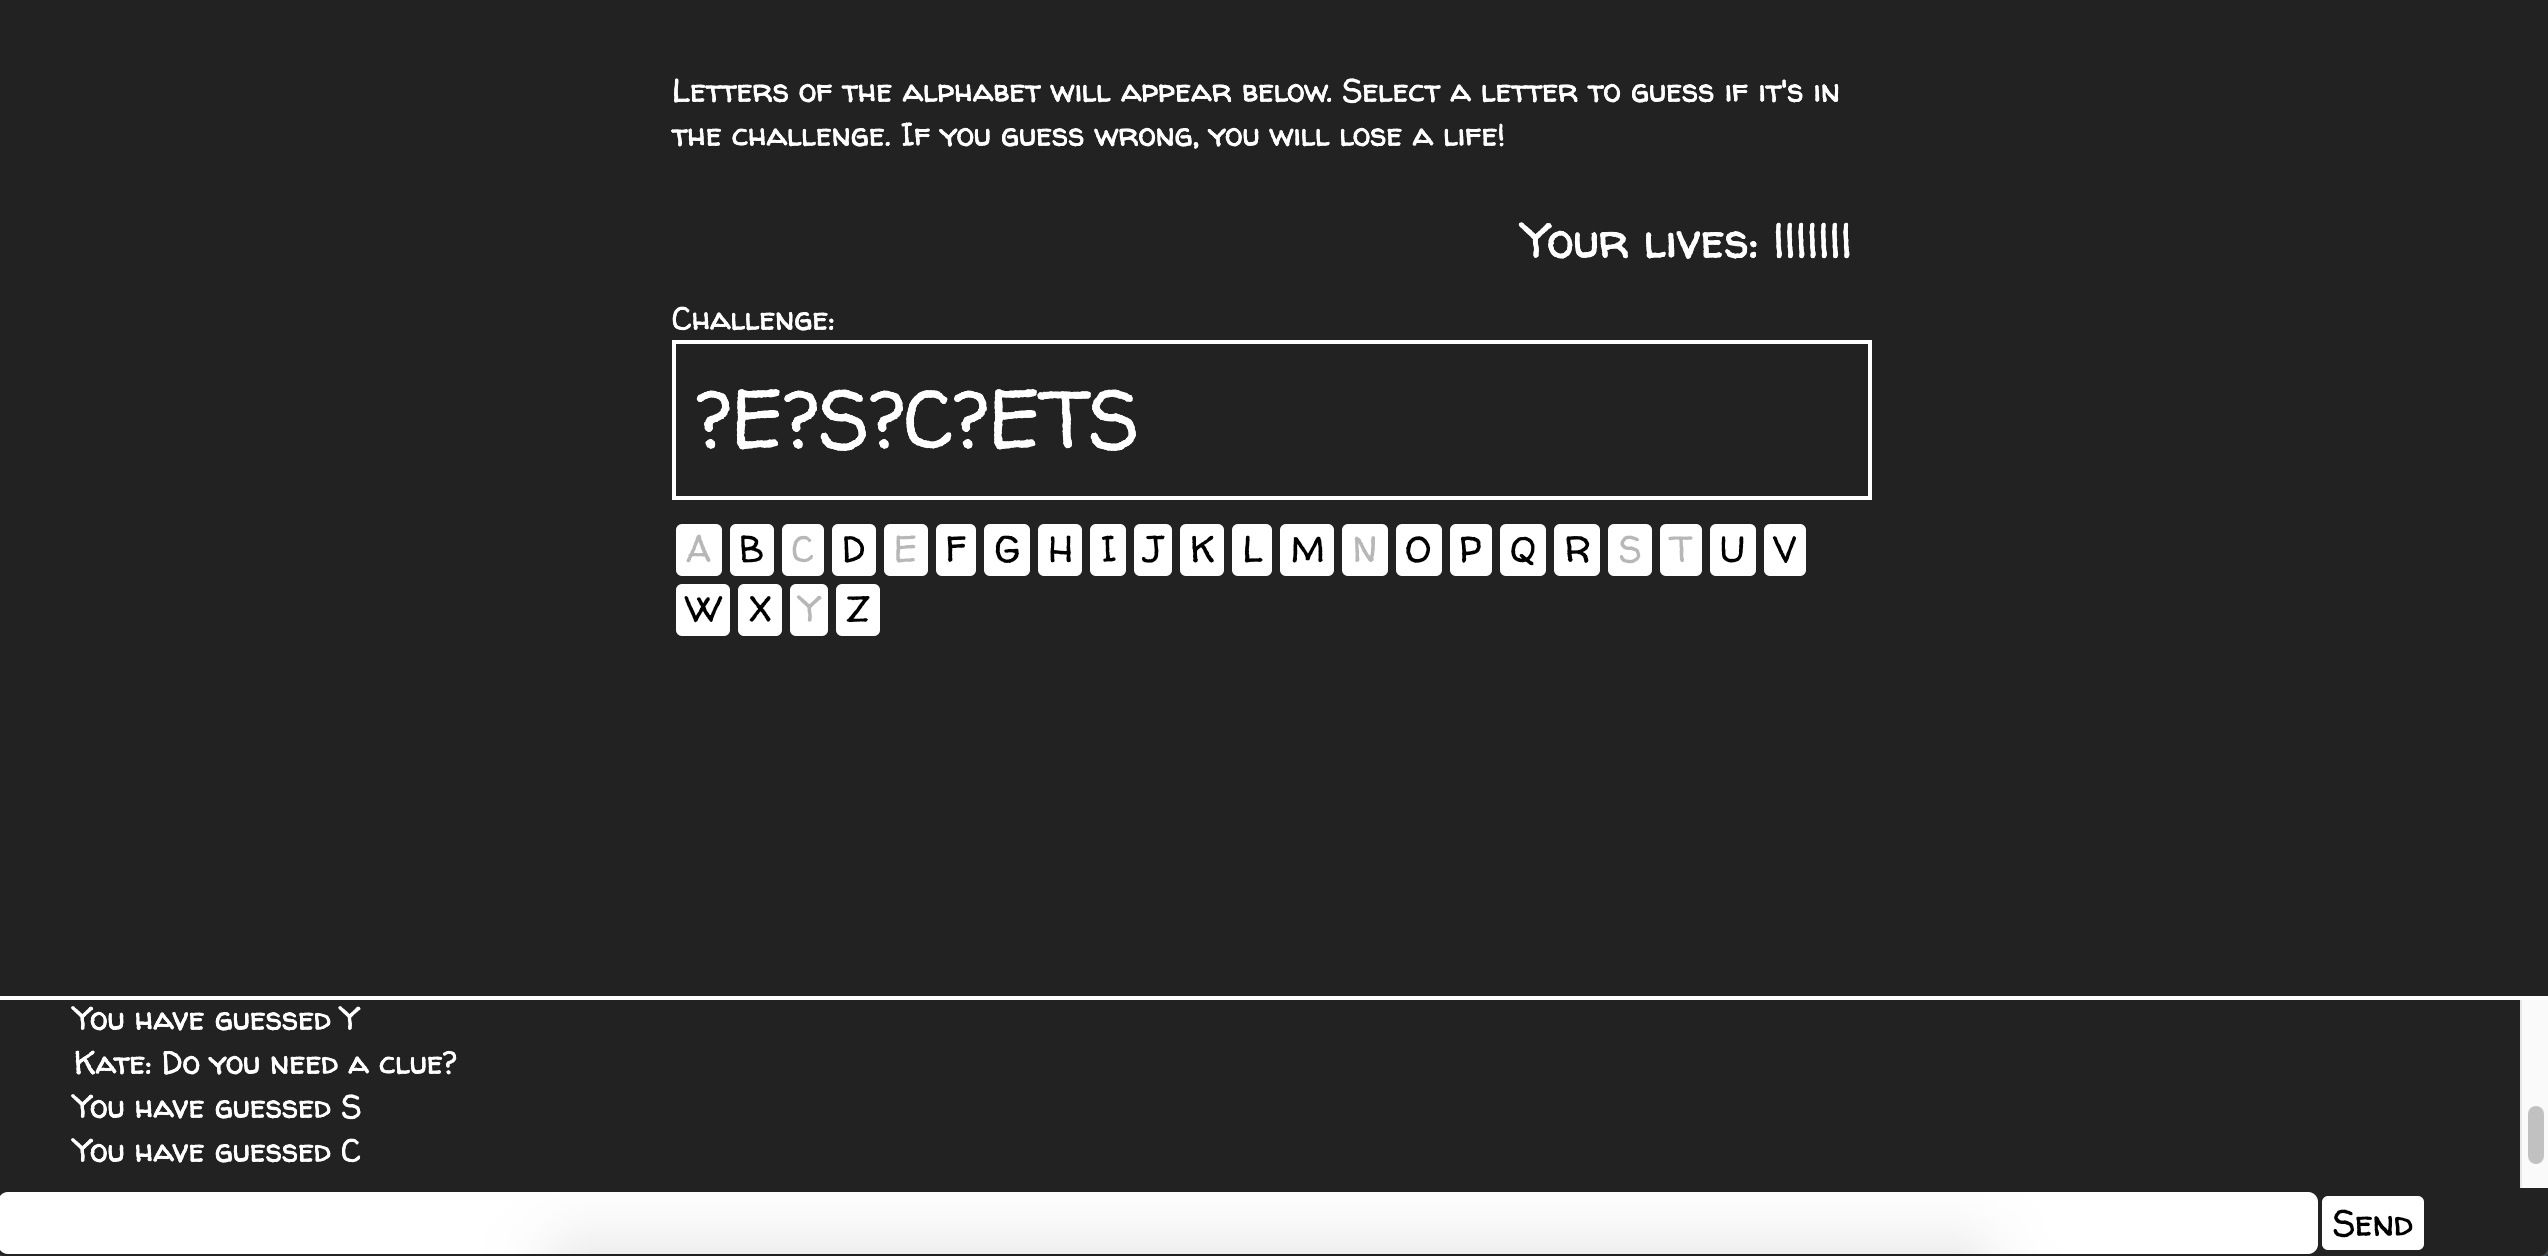 Letters of the alphabet will appear below. Select a letter to guess if it's in
the challenge. If you guess wrong, you will lose a life!
Your lives: |||||||
Challenge:
?E?S?C?ETS
A B C D E F G H I J K L M N O P Q R S T U V
W X Y Z
You have guessed Y
Kate: Do you need a clue?
You have guessed S
You have guessed C
Send